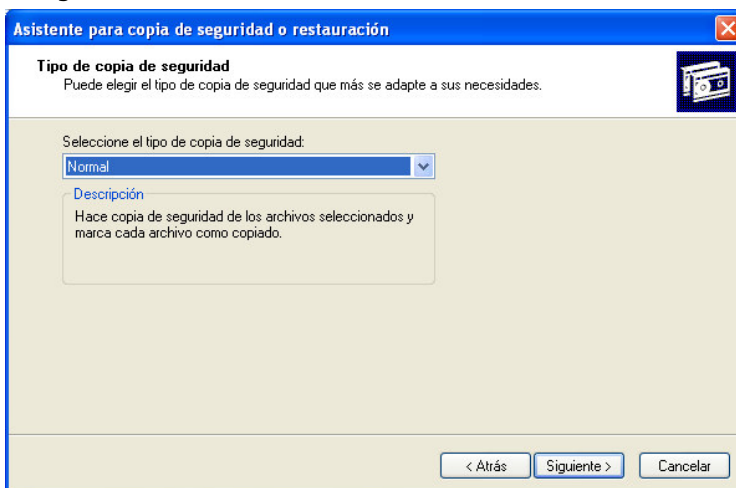 Asistente para copia de seguridad o restauración
Tipo de copia de seguridad
Puede elegir el tipo de copia de seguridad que más se adapte a sus necesidades.
Seleccione el tipo de copia de seguridad:
Normal
Descripción
Hace copia de seguridad de los archivos seleccionados y
marca cada archivo como copiado.
< Atrás
Siguiente >
Cancelar